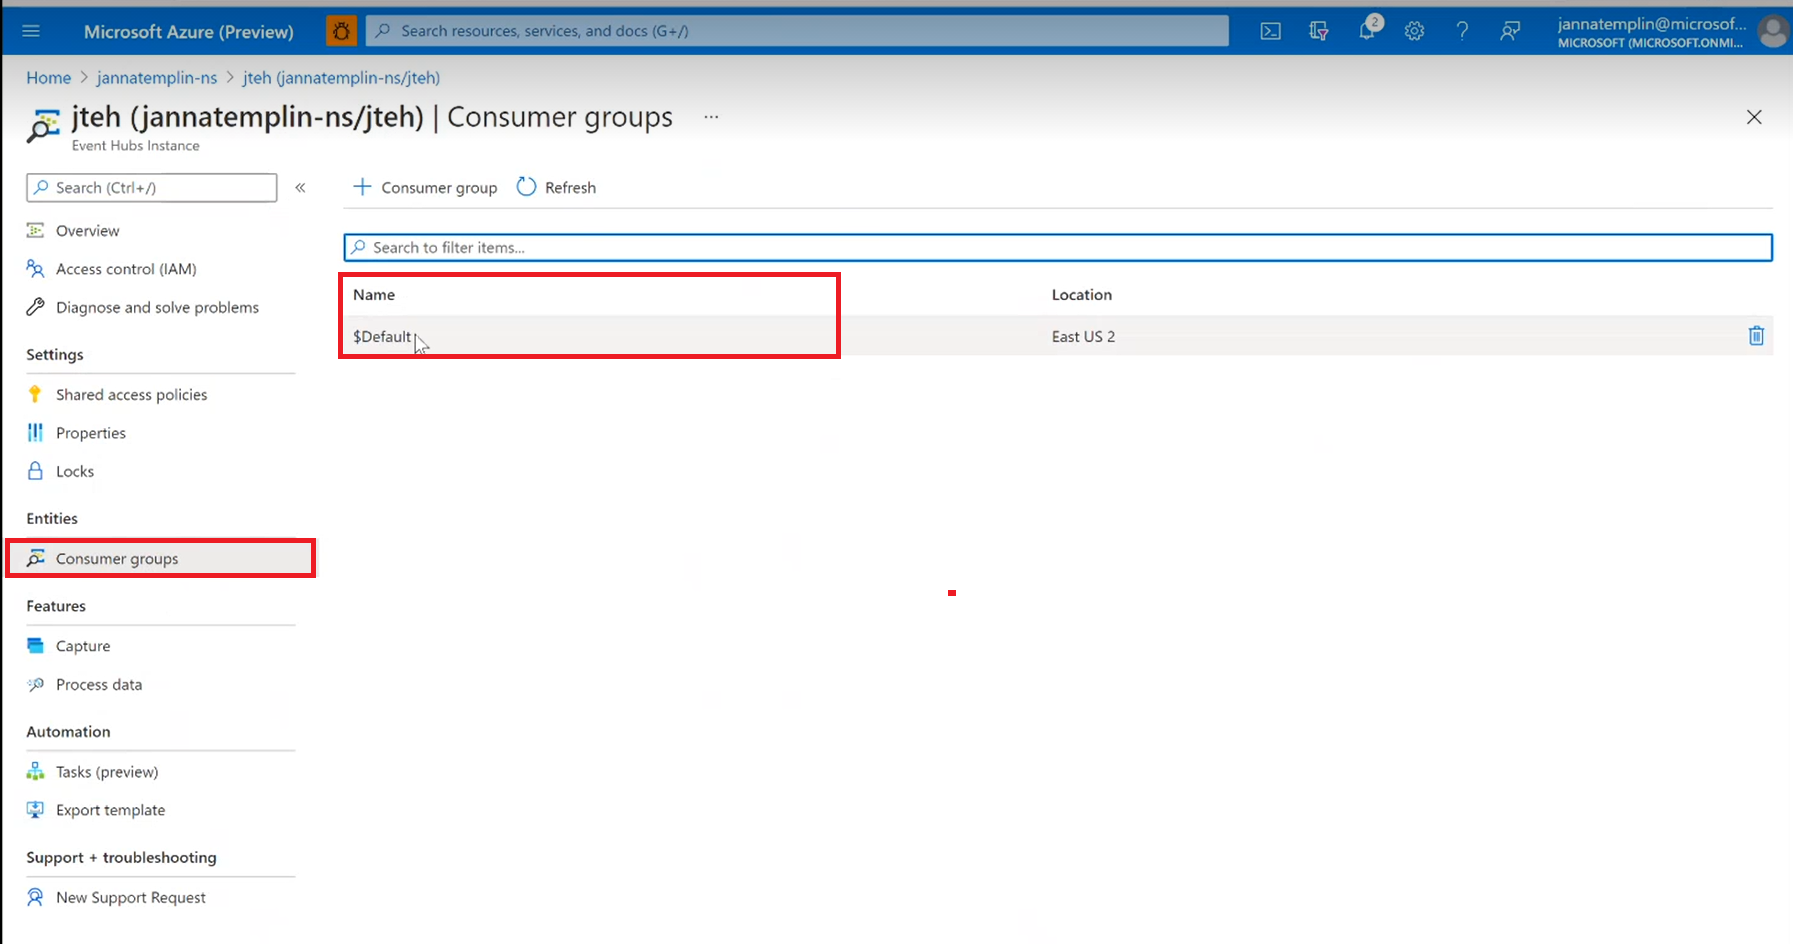 Microsoft Azure (Preview)
Search resources, services, and docs (G+/)
2
jannatemplin@microsof...
MICROSOFT (MICROSOFT.ONMI...
Home > jannatemplin-ns > jteh (jannatemplin-ns/jteh)
jteh (jannatemplin-ns/jteh) | Consumer groups ...
Event Hubs Instance
Search (Ctrl+/)
«
+ Consumer group
Refresh
Search to filter items...
Name
Location
$Default
East US 2
Overview
Access control (IAM)
Diagnose and solve problems
Settings
Shared access policies
Properties
Locks
Entities
Consumer groups
Features
Capture
Process data
Automation
Tasks (preview)
Export template
Support + troubleshooting
New Support Request